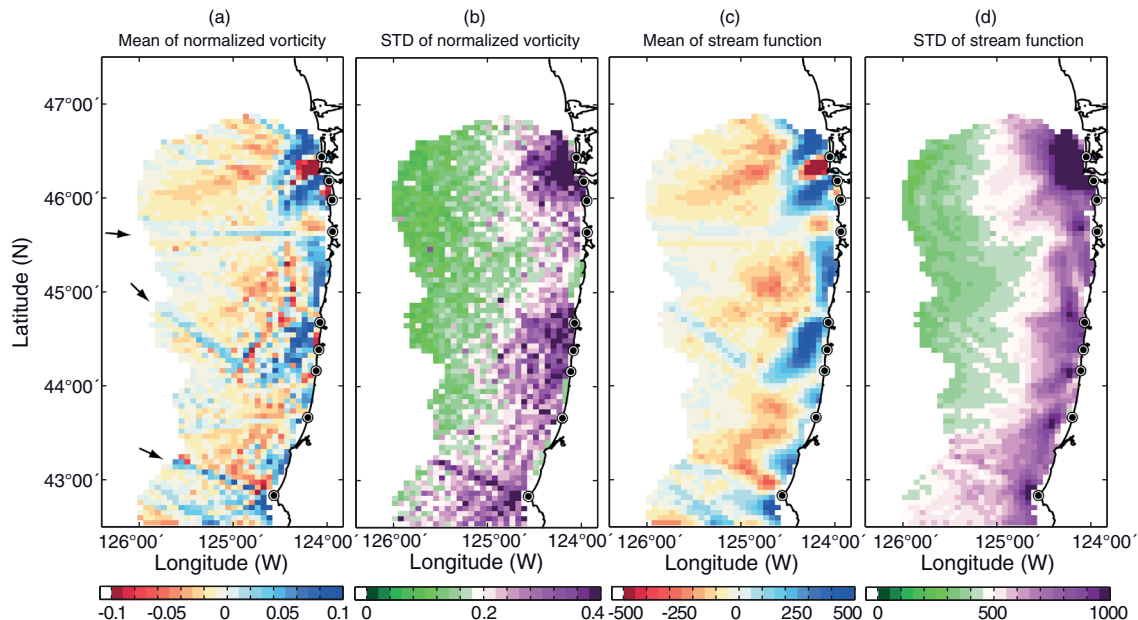 (a) (b) (c) (d)
Mean of normalized vorticity STD of normalized vorticity Mean of stream function STD of stream function
47°00´
46°00´
45°00´
44°00´
43°00´
Latitude (N)
126°00´ 125°00´ 124°00´ 126°00´ 125°00´ 124°00´ 126°00´ 125°00´ 124°00´ 126°00´ 125°00´ 124°00´
Longitude (W) Longitude (W) Longitude (W) Longitude (W)
-0.1 -0.05 0 0.05 0.1 0 0.2 0.4 -500 -250 0 250 500 0 500 1000